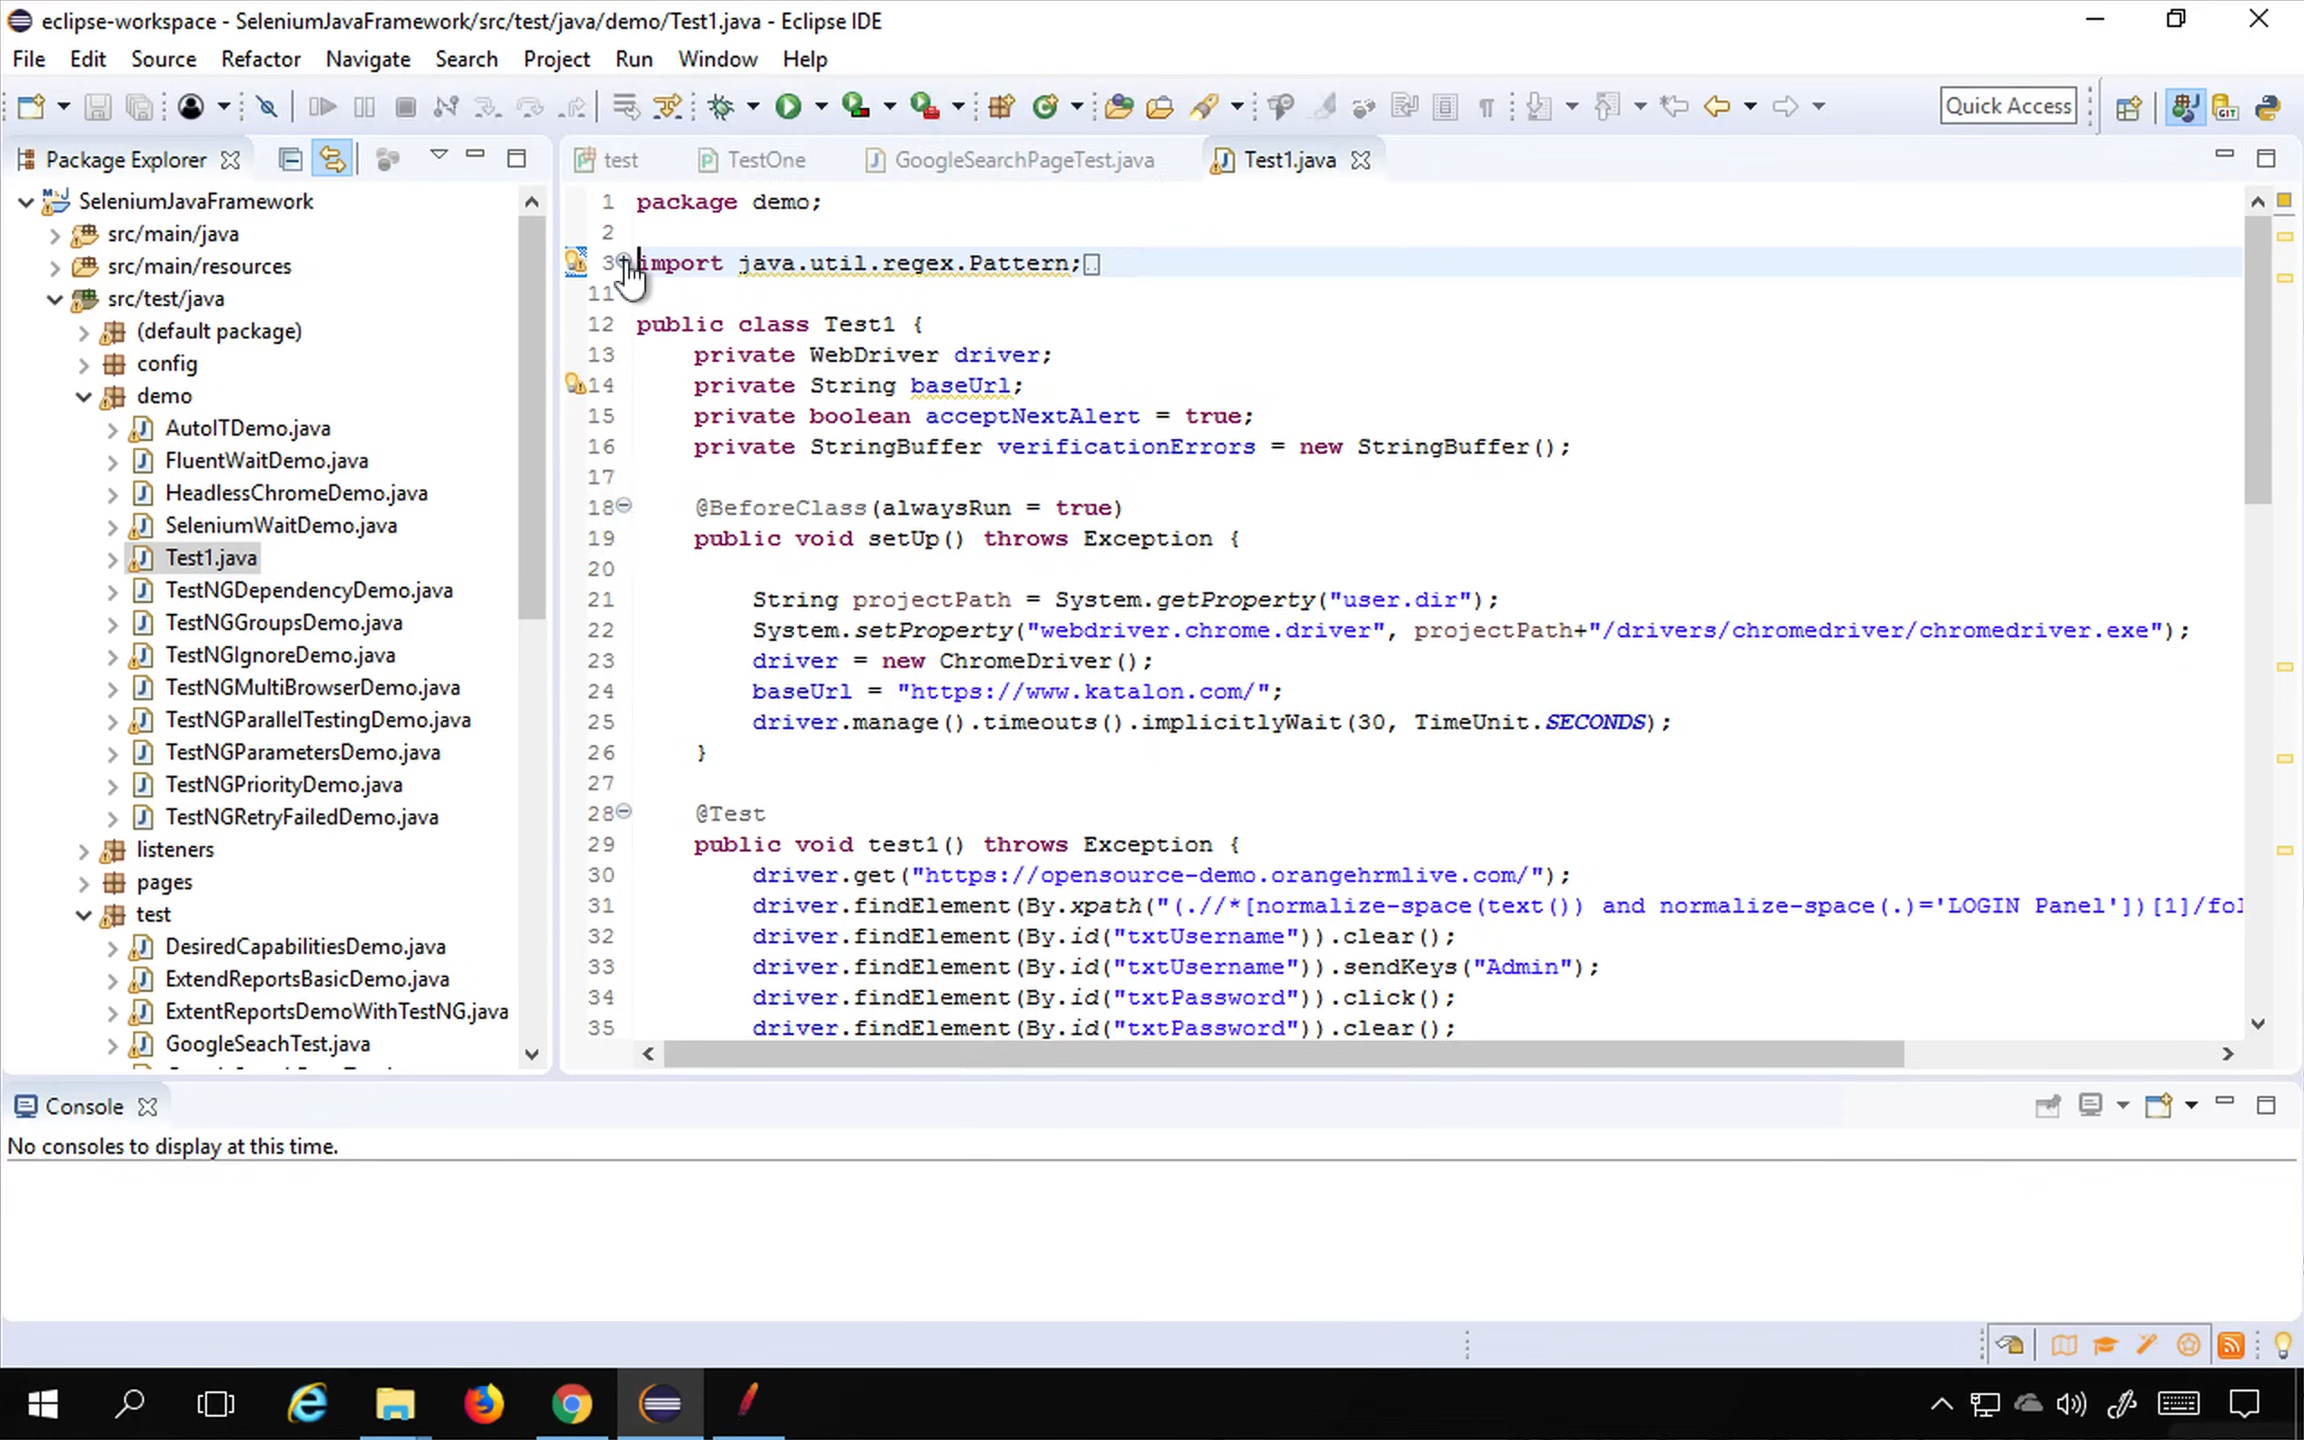 eclipse-workspace - SeleniumJavaFramework/src/test/java/demo/Test1.java - Eclipse IDE
File Edit Source Refactor Navigate Search Project Run Window Help
Quick Access
Package Explorer
test TestOne GoogleSearchPageTest.java Test1.java
SeleniumJavaFramework
src/main/java
src/main/resources
src/test/java
(default package)
config
demo
AutoITDemo.java
FluentWaitDemo.java
HeadlessChromeDemo.java
SeleniumWaitDemo.java
Test1.java
TestNGDependencyDemo.java
TestNGGroupsDemo.java
TestNGIgnoreDemo.java
TestNGMultiBrowserDemo.java
TestNGParallelTestingDemo.java
TestNGParametersDemo.java
TestNGPriorityDemo.java
TestNGRetryFailedDemo.java
listeners
pages
test
DesiredCapabilitiesDemo.java
ExtendReportsBasicDemo.java
ExtentReportsDemoWithTestNG.java
GoogleSeachTest.java
1 package demo;
2
3 import java.util.regex.Pattern;
11
12 public class Test1 {
13 private WebDriver driver;
14 private String baseUrl;
15 private boolean acceptNextAlert = true;
16 private StringBuffer verificationErrors = new StringBuffer();
17
18 @BeforeClass(alwaysRun = true)
19 public void setUp() throws Exception {
20
21 String projectPath = System.getProperty("user.dir");
22 System.setProperty("webdriver.chrome.driver", projectPath+"/drivers/chromedriver/chromedriver.exe");
23 driver = new ChromeDriver();
24 baseUrl = "https://www.katalon.com/";
25 driver.manage().timeouts().implicitlyWait(30, TimeUnit.SECONDS);
26 }
27
28 @Test
29 public void test1() throws Exception {
30 driver.get("https://opensource-demo.orangehrmlive.com/");
31 driver.findElement(By.xpath("(.//*[normalize-space(text()) and normalize-space(.)='LOGIN Panel'])[1]/fol
32 driver.findElement(By.id("txtUsername")).clear();
33 driver.findElement(By.id("txtUsername")).sendKeys("Admin");
34 driver.findElement(By.id("txtPassword")).click();
35 driver.findElement(By.id("txtPassword")).clear();
Console
No consoles to display at this time.